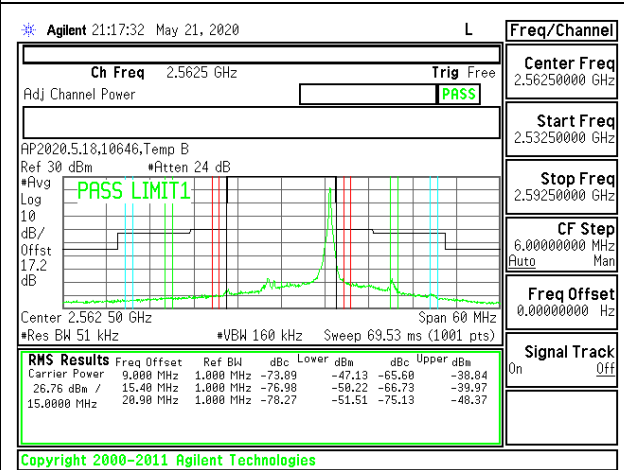 Agilent 21:17:32 May 21, 2020 L
Freq/Channel
Ch Freq 2.5625 GHz Trig Free
Adj Channel Power PASS
AP2020.5.18,10646,Temp B
Ref 30 dBm #Atten 24 dB
#Avg
Log
10
dB/
Offst
17.2
dB
PASS LIMIT1
Center 2.562 50 GHz Span 60 MHz
#Res BW 51 kHz #VBW 160 kHz Sweep 69.53 ms (1001 pts)
RMS Results Freq Offset Ref BW dBc Lower dBm dBc Upper dBm
Carrier Power 9.000 MHz 1.000 MHz -73.89 -47.13 -65.60 -38.84
26.76 dBm / 15.40 MHz 1.000 MHz -76.98 -50.22 -66.73 -39.97
15.0000 MHz 20.90 MHz 1.000 MHz -78.27 -51.51 -75.13 -48.37
Center Freq
2.56250000 GHz
Start Freq
2.53250000 GHz
Stop Freq
2.59250000 GHz
CF Step
6.00000000 MHz
Auto Man
Freq Offset
0.00000000 Hz
Signal Track
On Off
Copyright 2000-2011 Agilent Technologies